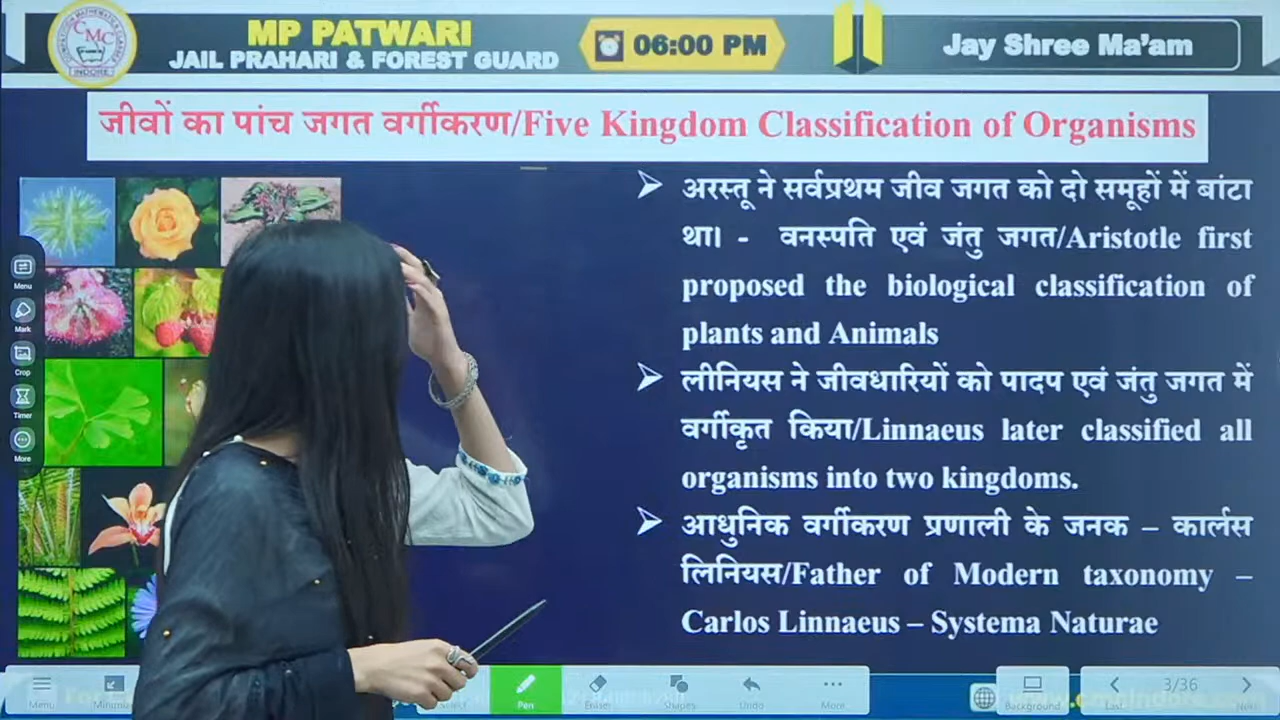 CMC
INDORE
MP PATWARI
JAIL PRAHARI & FOREST GUARD
06:00 PM
Jay Shree Ma'am
जीवों का पांच जगत वर्गीकरण/Five Kingdom Classification of Organisms
अरस्तू ने सर्वप्रथम जीव जगत को दो समूहों में बांटा
था। - वनस्पति एवं जंतु जगत/Aristotle first
proposed the biological classification of
plants and Animals
लीनियस ने जीवधारियों को पादप एवं जंतु जगत में
वर्गीकृत किया/Linnaeus later classified all
organisms into two kingdoms.
आधुनिक वर्गीकरण प्रणाली के जनक – कार्लस
लिनियस/Father of Modern taxonomy –
Carlos Linnaeus – Systema Naturae
Menu
Mark
Crop
Timer
More
Menu
Pen
Eraser
Shapes
Undo
More
Background
3/36